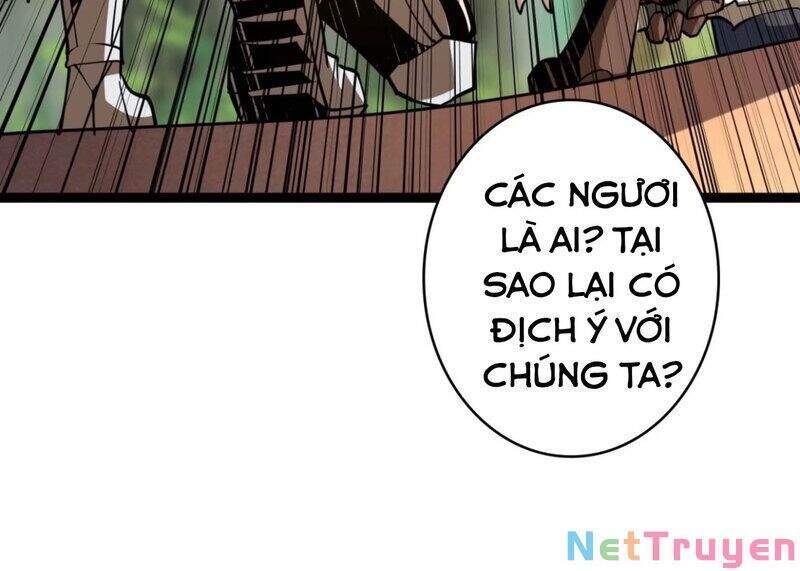 CÁC NGƯƠI
LÀ AI? TẠI
SAO LẠI CÓ
ĐỊCH Ý VỚI
CHÚNG TA?
NetTruyen